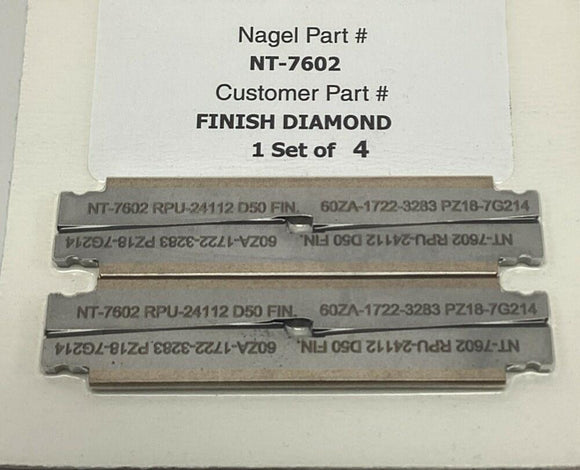 Nagel Part #
NT-7602
Customer Part #
FINISH DIAMOND
1 Set of 4
NT-7602 RPU-24112 D50 FIN. 60ZA-1722-3283 PZ18-7G214
NT-7602 RPU-24112 D50 FIN. 60ZA-1722-3283 PZ18-7G214
NT-7602 RPU-24112 D50 FIN. 60ZA-1722-3283 PZ18-7G214
NT-7602 RPU-24112 D50 FIN. 60ZA-1722-3283 PZ18-7G214